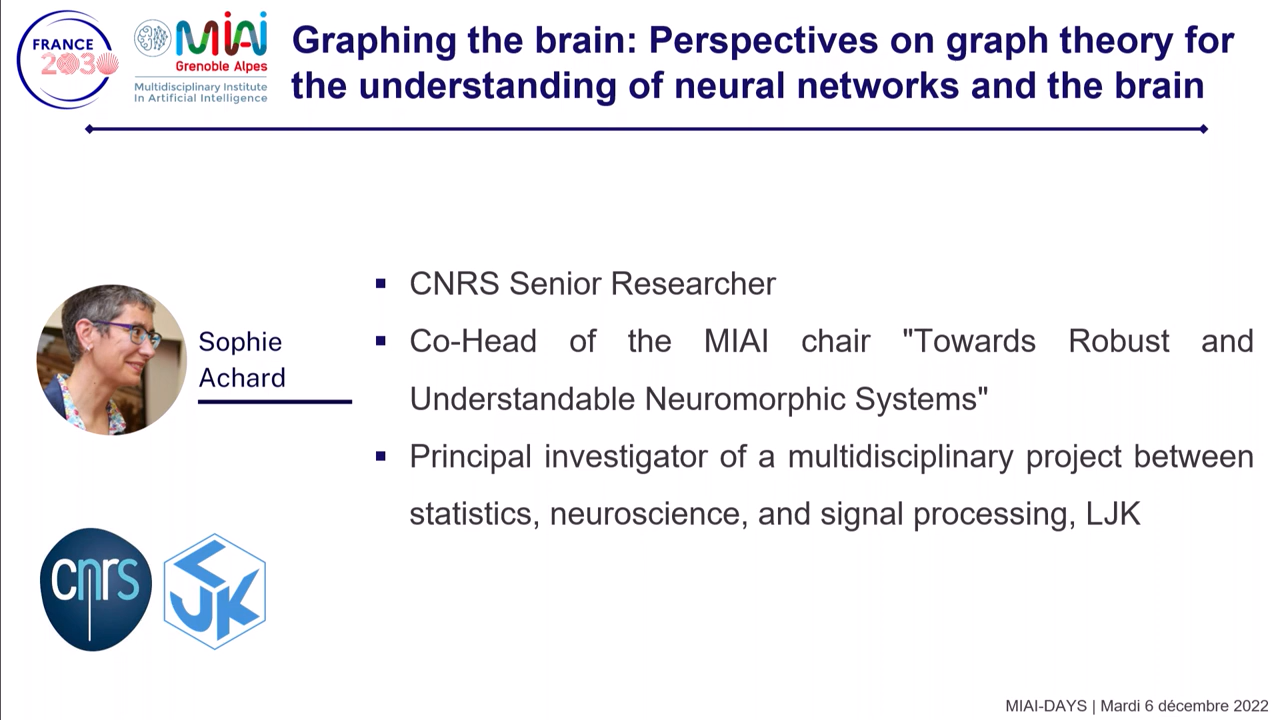 FRANCE
2030
MIAI
Grenoble Alpes
Multidisciplinary Institute
In Artificial Intelligence
Graphing the brain: Perspectives on graph theory for
the understanding of neural networks and the brain
Sophie
Achard
▪ CNRS Senior Researcher
▪ Co-Head of the MIAI chair "Towards Robust and
Understandable Neuromorphic Systems"
▪ Principal investigator of a multidisciplinary project between
statistics, neuroscience, and signal processing, LJK
cnrs
LJK
MIAI-DAYS | Mardi 6 décembre 2022